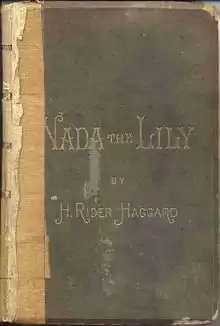 NADA THE LILY
BY
H. RIDER HAGGARD